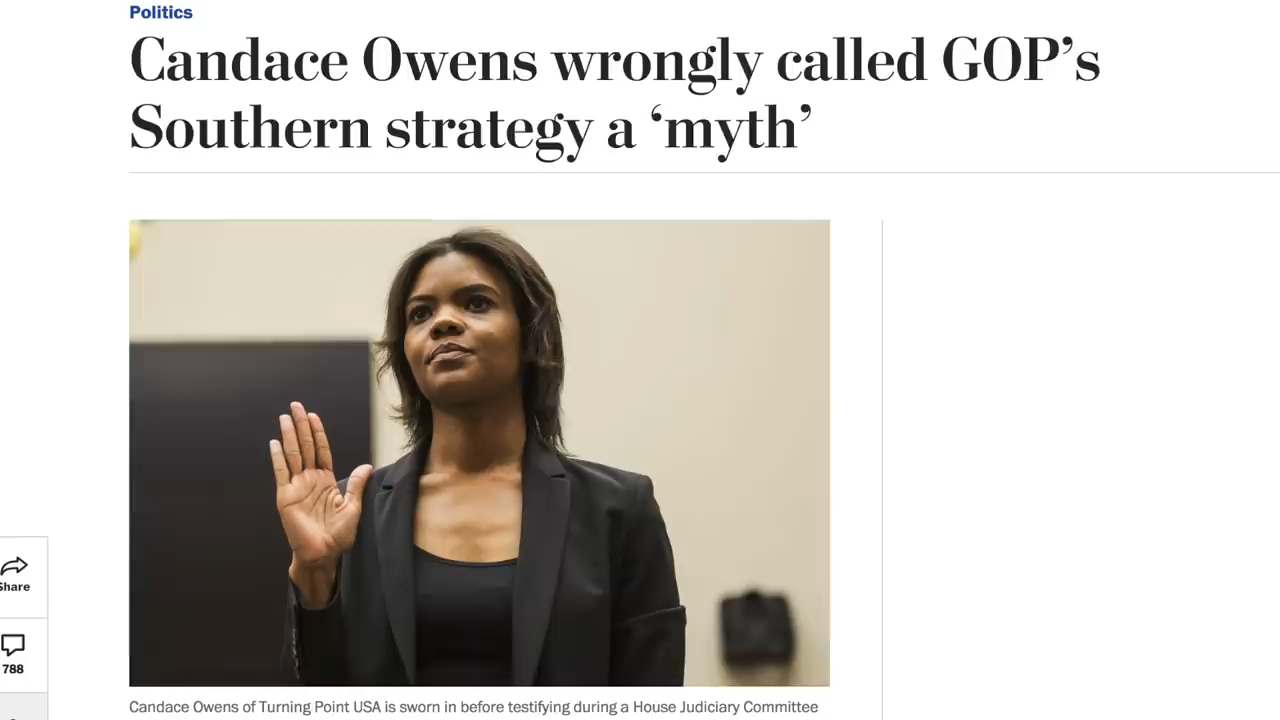 Politics
Candace Owens wrongly called GOP’s
Southern strategy a ‘myth’
Share
788
Candace Owens of Turning Point USA is sworn in before testifying during a House Judiciary Committee